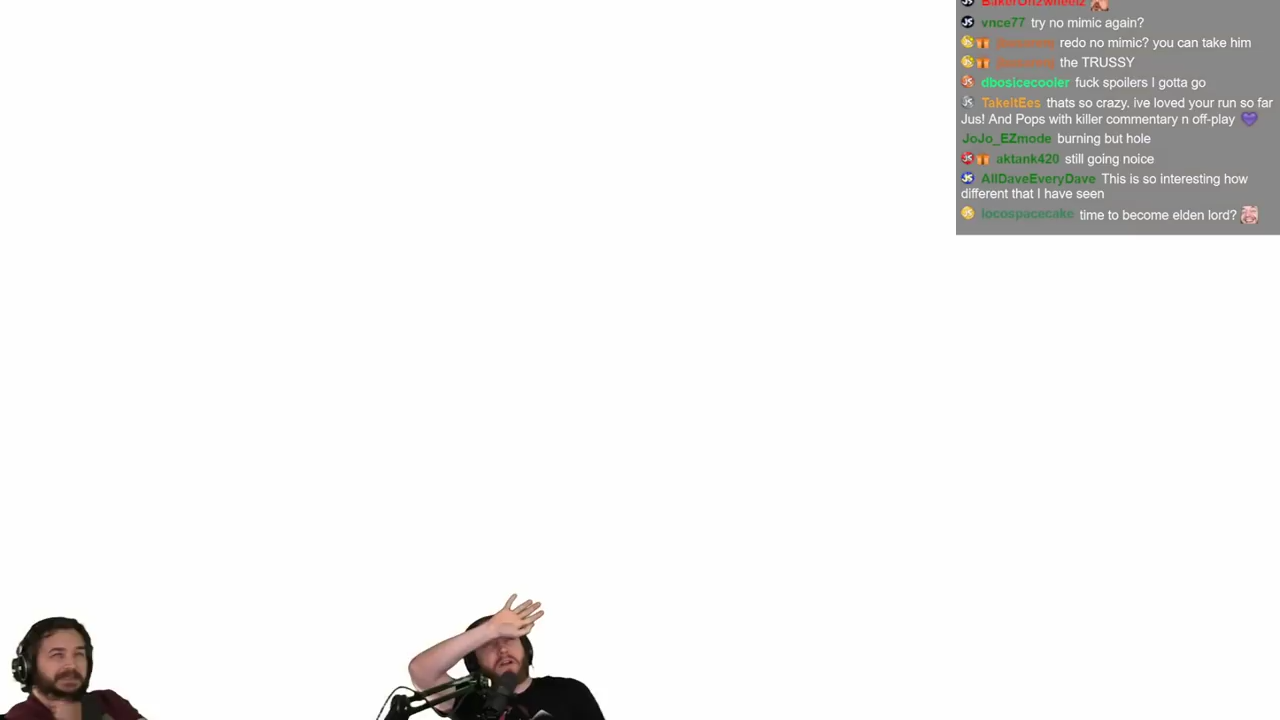 BakerOn2wheelz
vnce77 try no mimic again?
redo no mimic? you can take him
the TRUSSY
dbosicecooler fuck spoilers I gotta go
TakeitEes thats so crazy, ive loved your run so far
Jus! And Pops with killer commentary n off-play
JoJo_EZmode burning but hole
aktank420 still going noice
AllDaveEveryDave This is so interesting how
different that I have seen
locospacecake time to become elden lord?